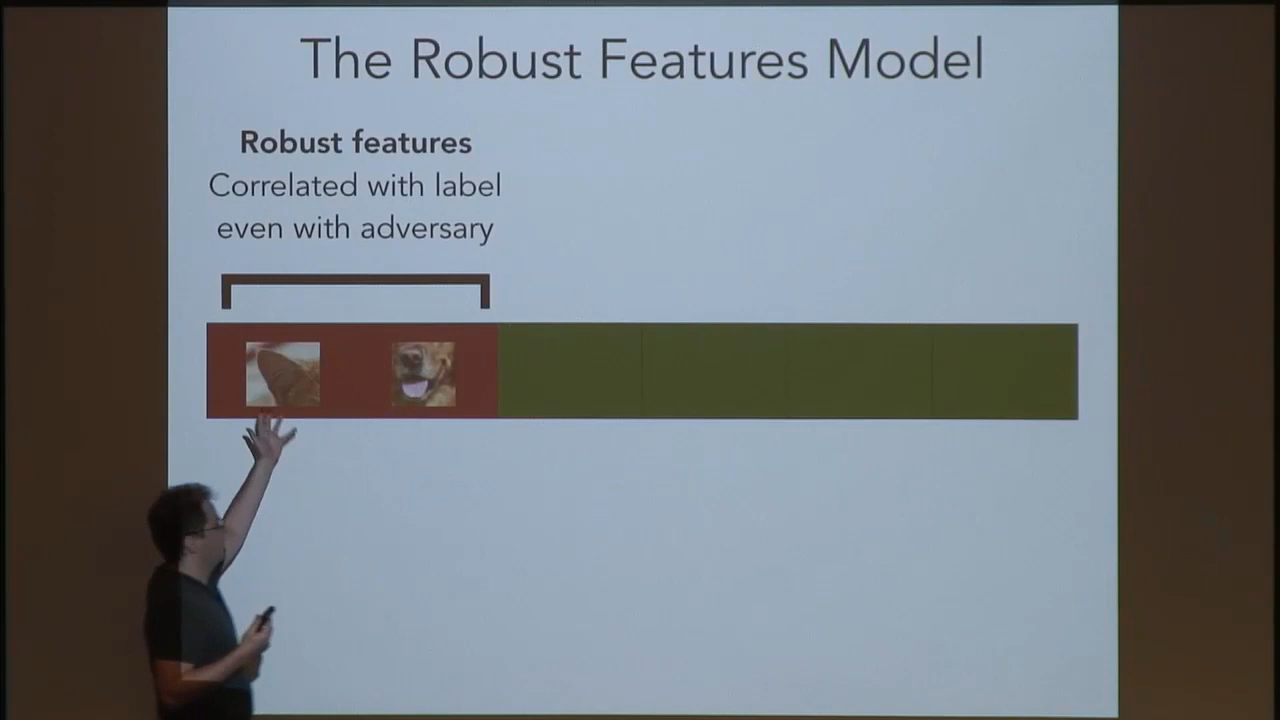 The Robust Features Model
Robust features
Correlated with label
even with adversary